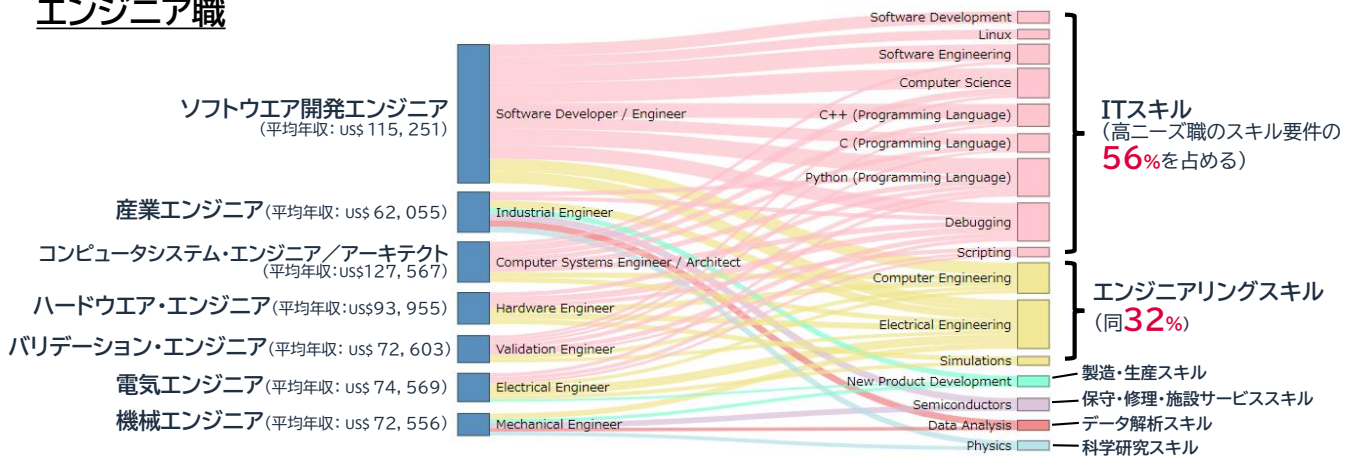 エンジニア職
ソフトウエア開発エンジニア
(平均年収: US$ 115, 251)
産業エンジニア(平均年収: US$ 62, 055)
コンピュータシステム・エンジニア／アーキテクト
(平均年収:US$127, 567)
ハードウエア・エンジニア(平均年収:US$93, 955)
バリデーション・エンジニア(平均年収: US$ 72, 603)
電気エンジニア(平均年収: US$ 74, 569)
機械エンジニア(平均年収: US$ 72, 556)
Software Developer / Engineer
Industrial Engineer
Computer Systems Engineer / Architect
Hardware Engineer
Validation Engineer
Electrical Engineer
Mechanical Engineer
Software Development
Linux
Software Engineering
Computer Science
C++ (Programming Language)
C (Programming Language)
Python (Programming Language)
Debugging
Scripting
Computer Engineering
Electrical Engineering
Simulations
New Product Development
Semiconductors
Data Analysis
Physics
ITスキル
(高ニーズ職のスキル要件の
56%を占める)
エンジニアリングスキル
(同32%)
製造・生産スキル
保守・修理・施設サービススキル
データ解析スキル
科学研究スキル